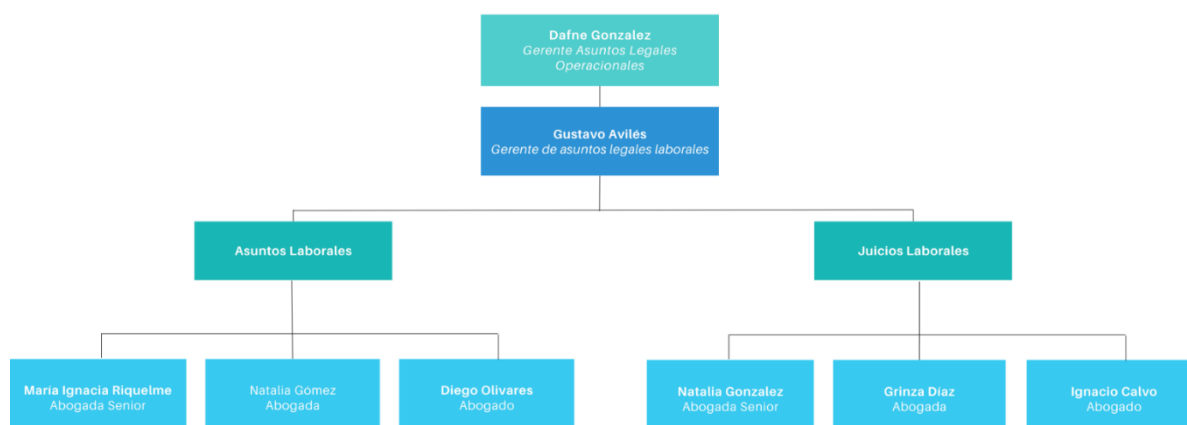 Dafne Gonzalez
Gerente Asuntos Legales
Operacionales
Gustavo Avilés
Gerente de asuntos legales laborales
Asuntos Laborales
Juicios Laborales
María Ignacia Riquelme
Abogada Senior
Natalia Gómez
Abogada
Diego Olivares
Abogado
Natalia Gonzalez
Abogada Senior
Grinza Díaz
Abogada
Ignacio Calvo
Abogado